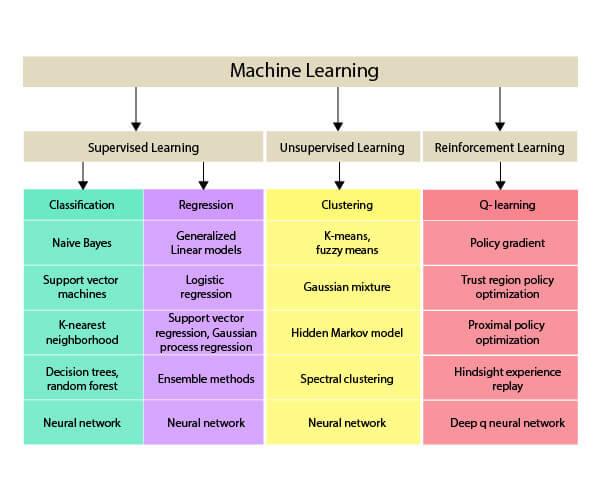 Machine Learning
Supervised Learning
Unsupervised Learning
Reinforcement Learning
Classification
Regression
Clustering
Q- learning
Naive Bayes
Generalized
Linear models
K-means,
fuzzy means
Policy gradient
Support vector
machines
Logistic
regression
Gaussian mixture
Trust region policy
optimization
K-nearest
neighborhood
Support vector
regression, Gaussian
process regression
Hidden Markov model
Proximal policy
optimization
Decision trees,
random forest
Ensemble methods
Spectral clustering
Hindsight experience
replay
Neural network
Neural network
Neural network
Deep q neural network